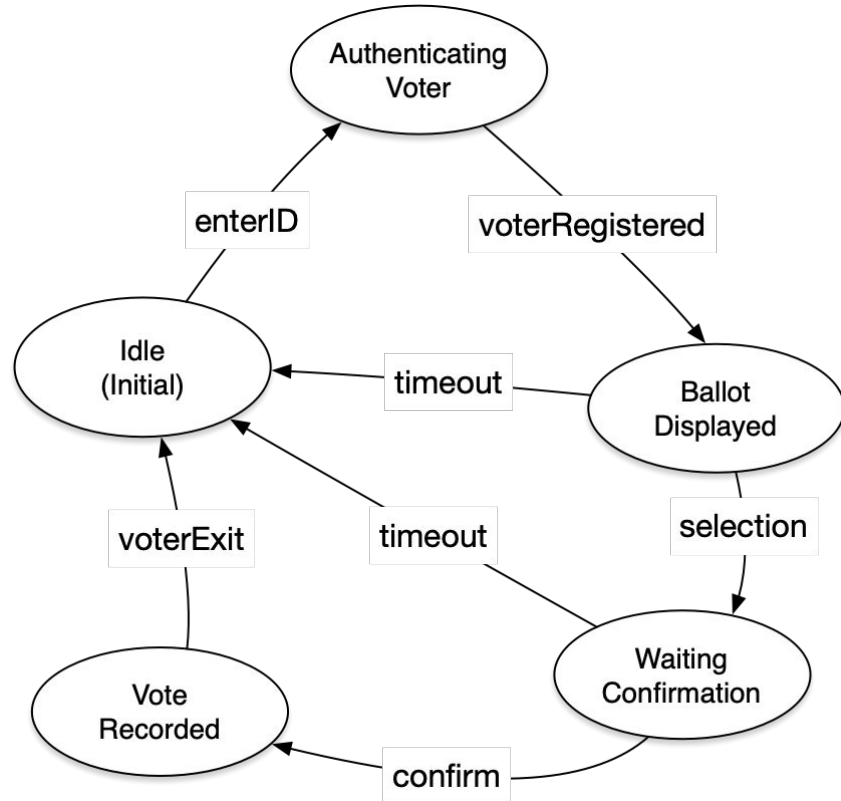 Authenticating
Voter
enterID
voterRegistered
Idle
(Initial)
timeout
Ballot
Displayed
voterExit
timeout
selection
Vote
Recorded
Waiting
Confirmation
confirm